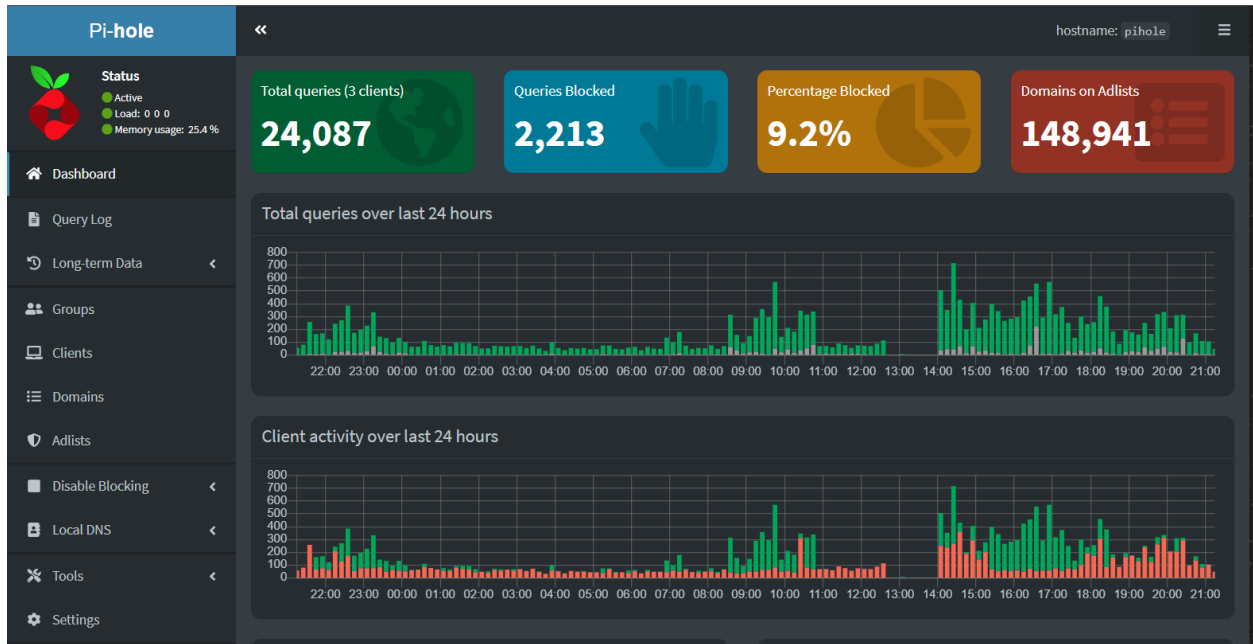 Pi-hole
hostname: pihole
Status
Active
Load: 0 0 0
Memory usage: 25.4 %
Dashboard
Query Log
Long-term Data
Groups
Clients
Domains
Adlists
Disable Blocking
Local DNS
Tools
Settings
Total queries (3 clients)
24,087
Queries Blocked
2,213
Percentage Blocked
9.2%
Domains on Adlists
148,941
Total queries over last 24 hours
800
700
600
500
400
300
200
100
0
22:00 23:00 00:00 01:00 02:00 03:00 04:00 05:00 06:00 07:00 08:00 09:00 10:00 11:00 12:00 13:00 14:00 15:00 16:00 17:00 18:00 19:00 20:00 21:00
Client activity over last 24 hours
800
700
600
500
400
300
200
100
0
22:00 23:00 00:00 01:00 02:00 03:00 04:00 05:00 06:00 07:00 08:00 09:00 10:00 11:00 12:00 13:00 14:00 15:00 16:00 17:00 18:00 19:00 20:00 21:00